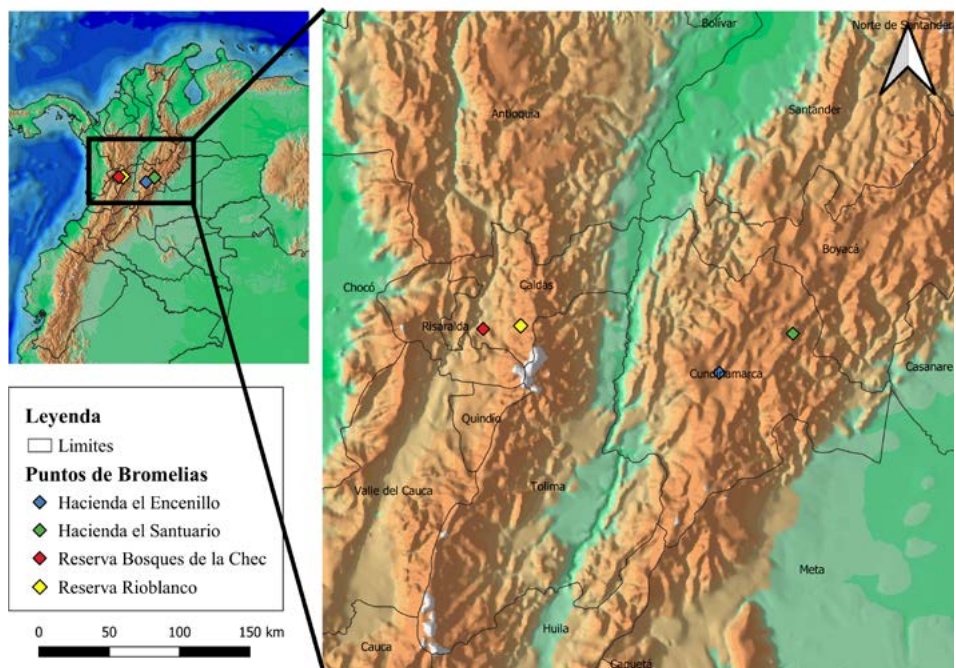 Leyenda
Limites
Puntos de Bromelias
Hacienda el Encenillo
Hacienda el Santuario
Reserva Bosques de la Chec
Reserva Rioblanco
0 50 100 150 km
Bolívar
Norte de Santander
Santander
Antioquia
Boyacá
Chocó
Caldas
Risaralda
Casanare
Cundinamarca
Quindío
Tolima
Valle del Cauca
Meta
Huila
Cauca
Caquetá